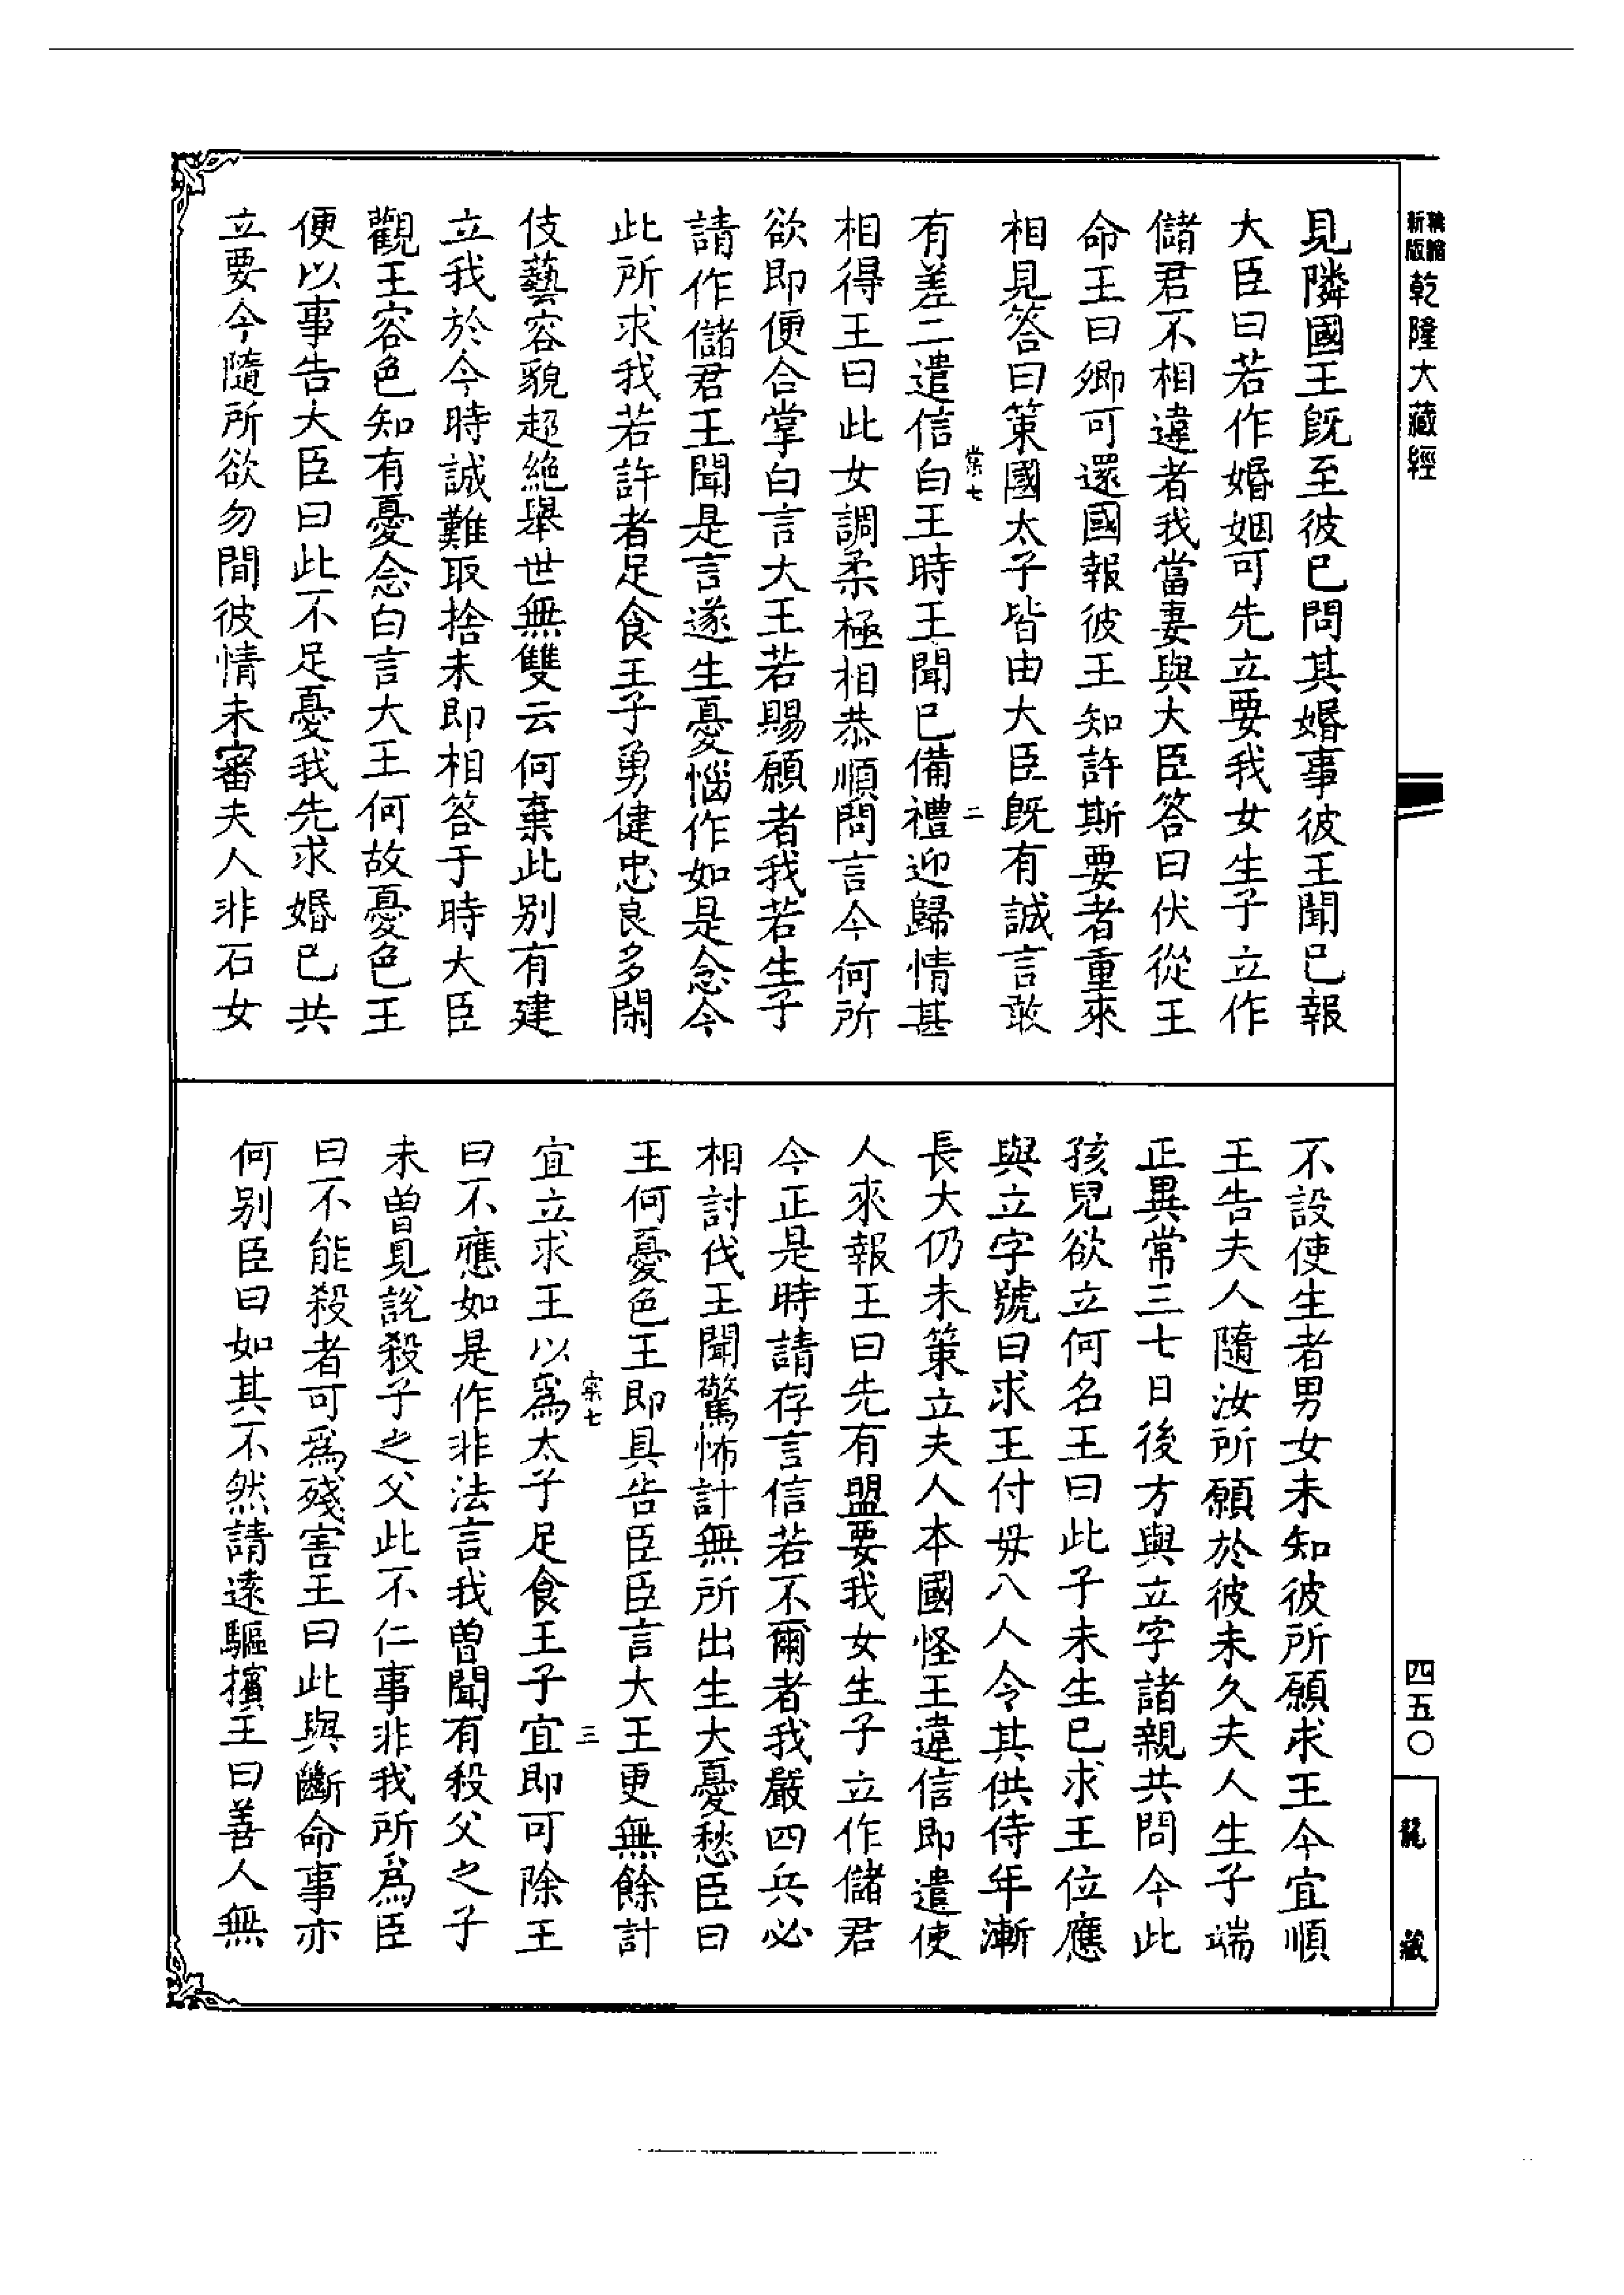 精縮
新版
乾隆大藏經
見隣國王既至彼已問其婚事彼王聞已報
大臣曰若作婚姻可先立要我女生子立作
儲君不相違者我當妻與大臣答曰伏從王
命王曰卿可還國報彼王知許斯要者重來
相見答曰策國太子皆由大臣既有誠言敢
棠七 二
有差二遣信白王時王聞已備禮迎歸情甚
相得王曰此女調柔極相恭順問言今何所
欲即便合掌白言大王若賜願者我若生子
請作儲君王聞是言遂生憂惱作如是念今
此所求我若許者足食王子勇健忠良多閑
伎藝容貌超絶舉世無雙云何棄此别有建
立我於今時誠難取捨未即相答于時大臣
觀王容色知有憂念白言大王何故憂色王
便以事告大臣曰此不足憂我先求婚已共
立要今隨所欲勿間彼情未審夫人非石女
不設使生者男女未知彼所願求王今宜順
王告夫人隨汝所願於彼未久夫人生子端
正異常三七日後方與立字諸親共問今此
孩兒欲立何名王曰此子未生已求王位應
與立字號曰求王付母八人令其供侍年漸
長大仍未策立夫人本國怪王違信即遣使
人來報王曰先有盟要我女生子立作儲君
今正是時請存言信若不爾者我嚴四兵必
相討伐王聞驚怖計無所出生大憂愁臣曰
王何憂色王即具告臣臣言大王更無餘計
棠七 三
宜立求王以爲太子足食王子宜即可除王
曰不應如是作非法言我曽聞有殺父之子
未曽見說殺子之父此不仁事非我所爲臣
曰不能殺者可爲殘害王曰此與斷命事亦
何别臣曰如其不然請逺驅擯王曰善人無
四五〇
龍藏